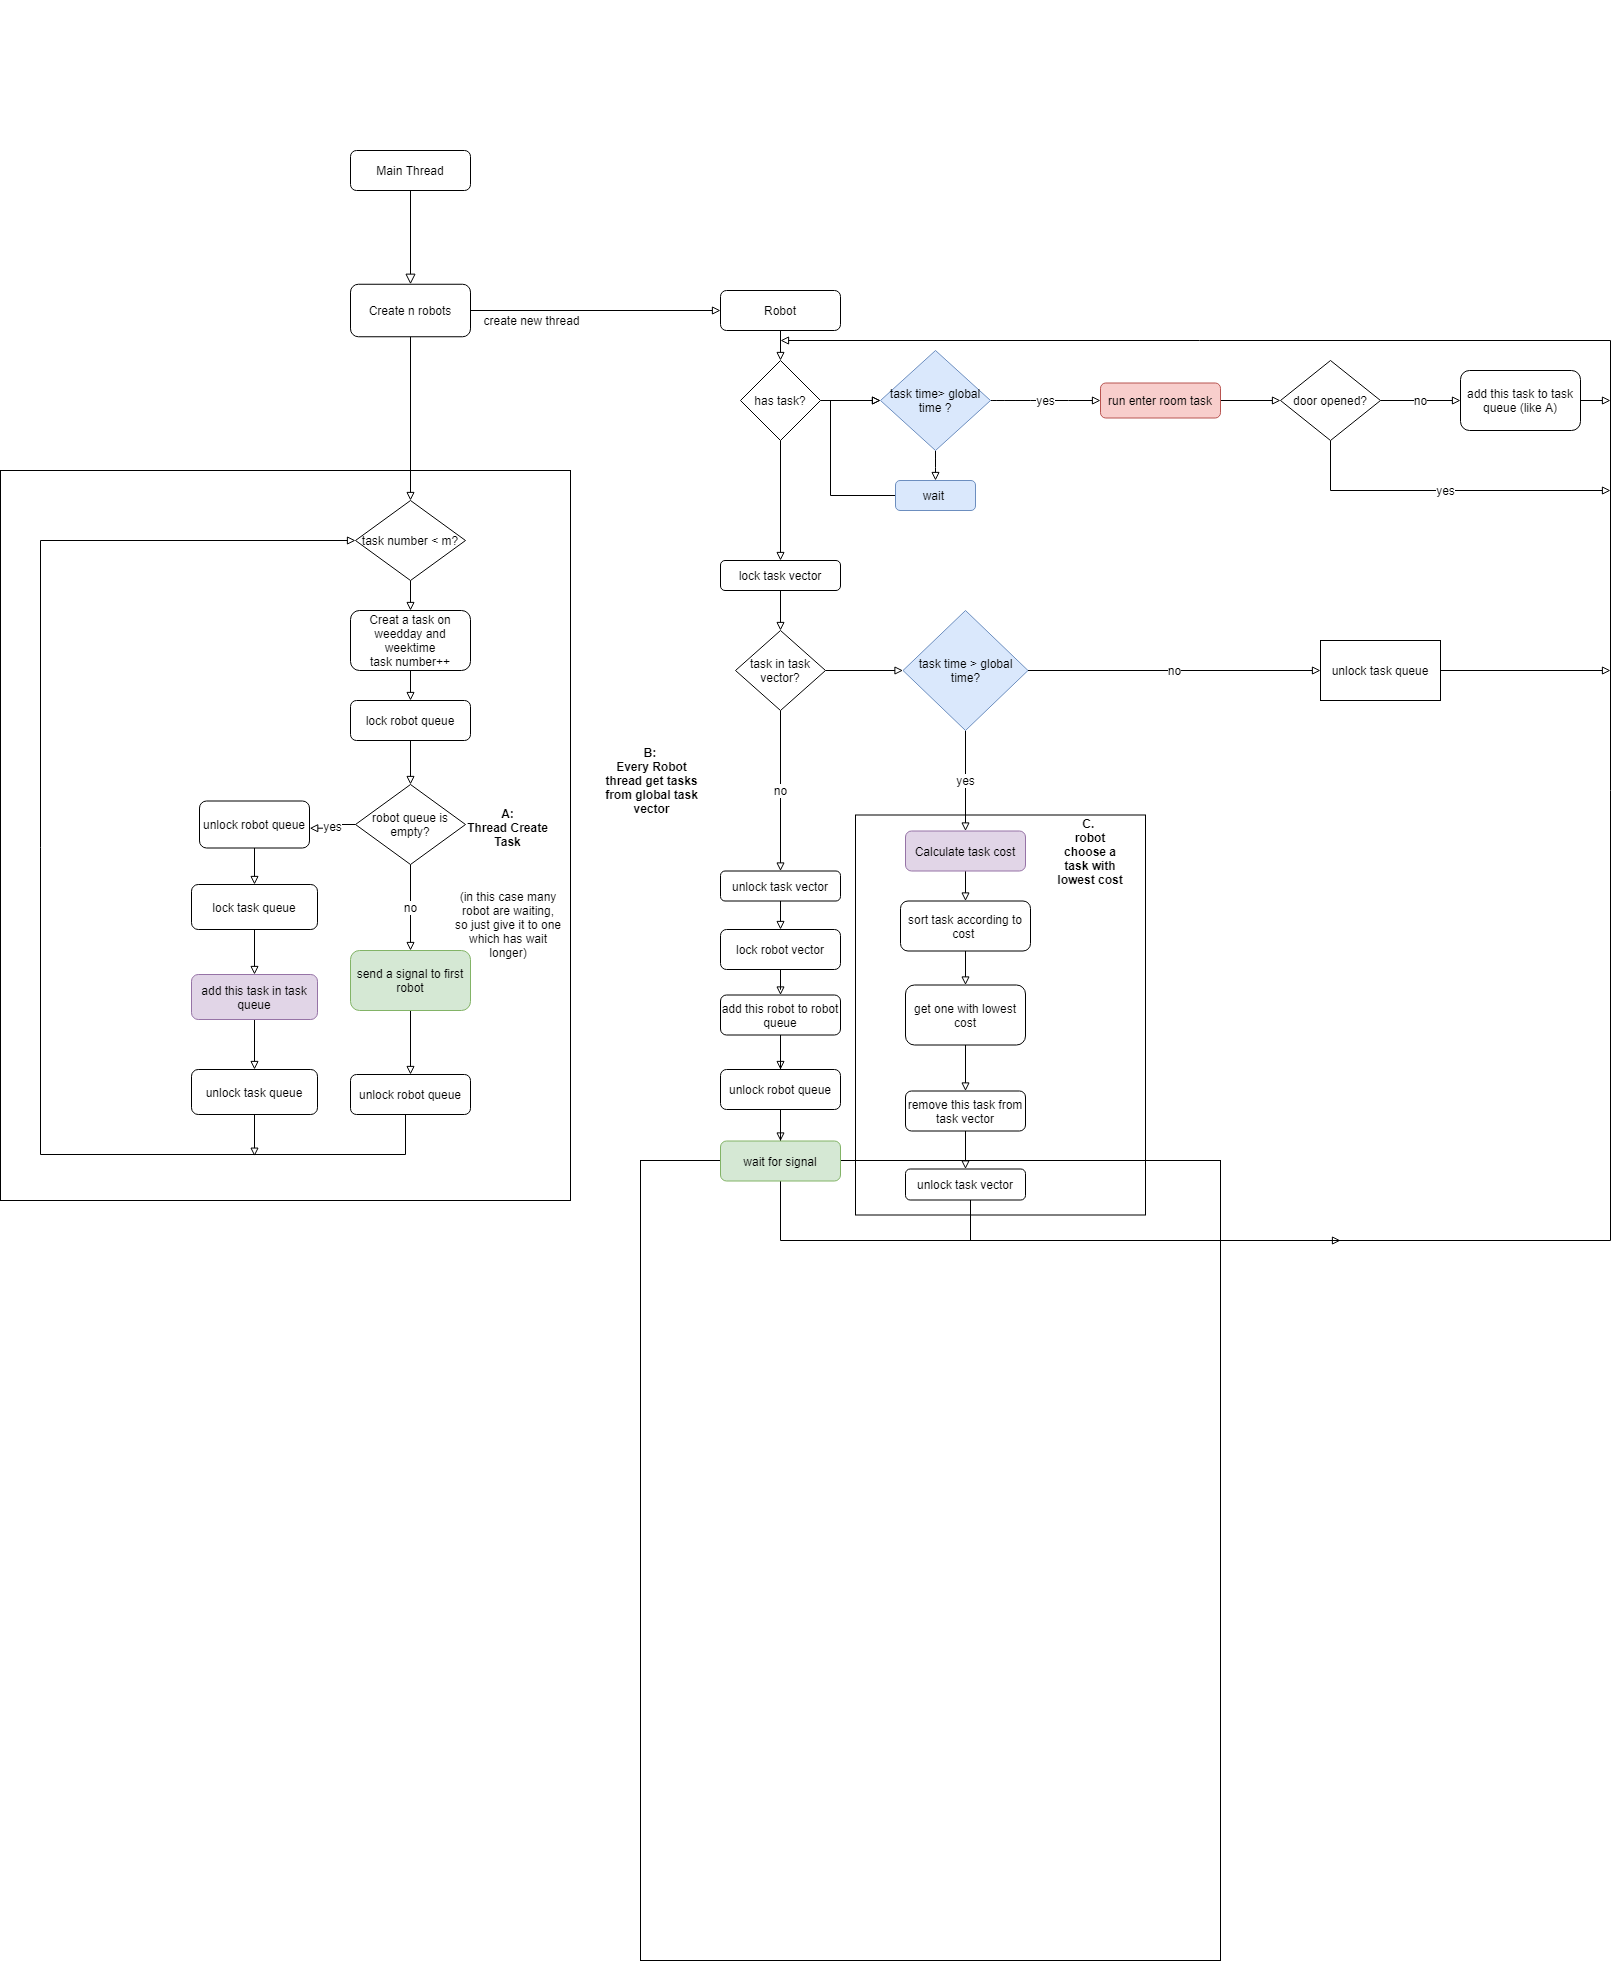 Main Thread
Create n robots
create new thread
Robot
has task?
task time> global
time ?
yes
run enter room task
door opened?
no
add this task to task
queue (like A)
wait
yes
task number < m?
Creat a task on
weedday and
weektime
task number++
lock robot queue
robot queue is
empty?
yes
unlock robot queue
A:
Thread Create
Task
lock task queue
no
(in this case many
robot are waiting,
so just give it to one
which has wait
longer)
add this task in task
queue
send a signal to first
robot
unlock task queue
unlock robot queue
lock task vector
task in task
vector?
task time > global
time?
no
unlock task queue
B:
Every Robot
thread get tasks
from global task
vector
no
yes
unlock task vector
lock robot vector
add this robot to robot
queue
unlock robot queue
wait for signal
Calculate task cost
C.
robot
choose a
task with
lowest cost
sort task according to
cost
get one with lowest
cost
remove this task from
task vector
unlock task vector